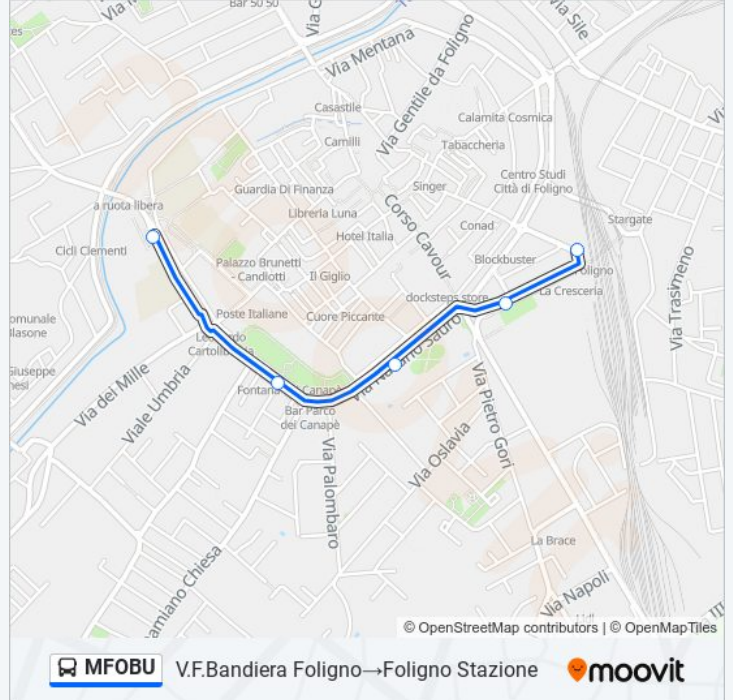 Bar 50 50
Via Sile
Via Mentana
Via Gentile da Foligno
Casastile
Calamita Cosmica
Camilli
Tabaccheria
Centro Studi
Città di Foligno
Guardia Di Finanza
Singer
a ruota libera
Libreria Luna
Corso Cavour
Stargate
Conad
Hotel Italia
Cicli Clementi
Palazzo Brunetti
- Candiotti
Il Giglio
Blockbuster
Foligno
La Cresceria
docksteps store
Via Trasimeno
Poste Italiane
Cuore Piccante
Via dei Mille
Viale Umbria
Bar Parco
dei Canapè
Via Pietro Gori
Via Oslavia
Via Palombaro
La Brace
Via Napoli
© OpenStreetMap contributors | © OpenMapTiles
MFOBU V.F.Bandiera Foligno→Foligno Stazione moovit